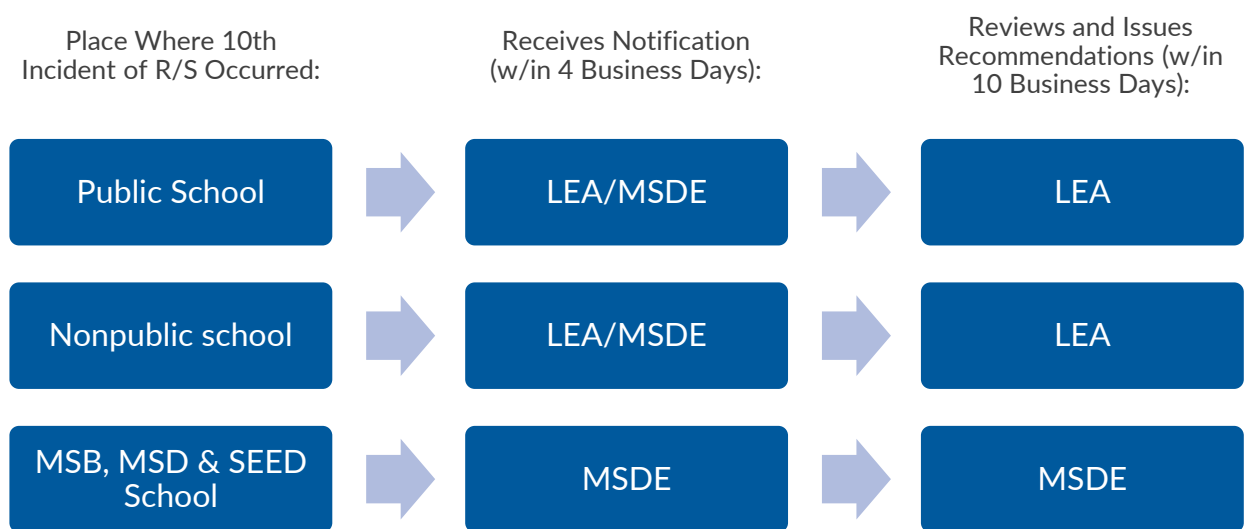 Place Where 10th
Incident of R/S Occurred:
Receives Notification
(w/in 4 Business Days):
Reviews and Issues
Recommendations (w/in
10 Business Days):
Public School
LEA/MSDE
LEA
Nonpublic school
LEA/MSDE
LEA
MSB, MSD & SEED
School
MSDE
MSDE